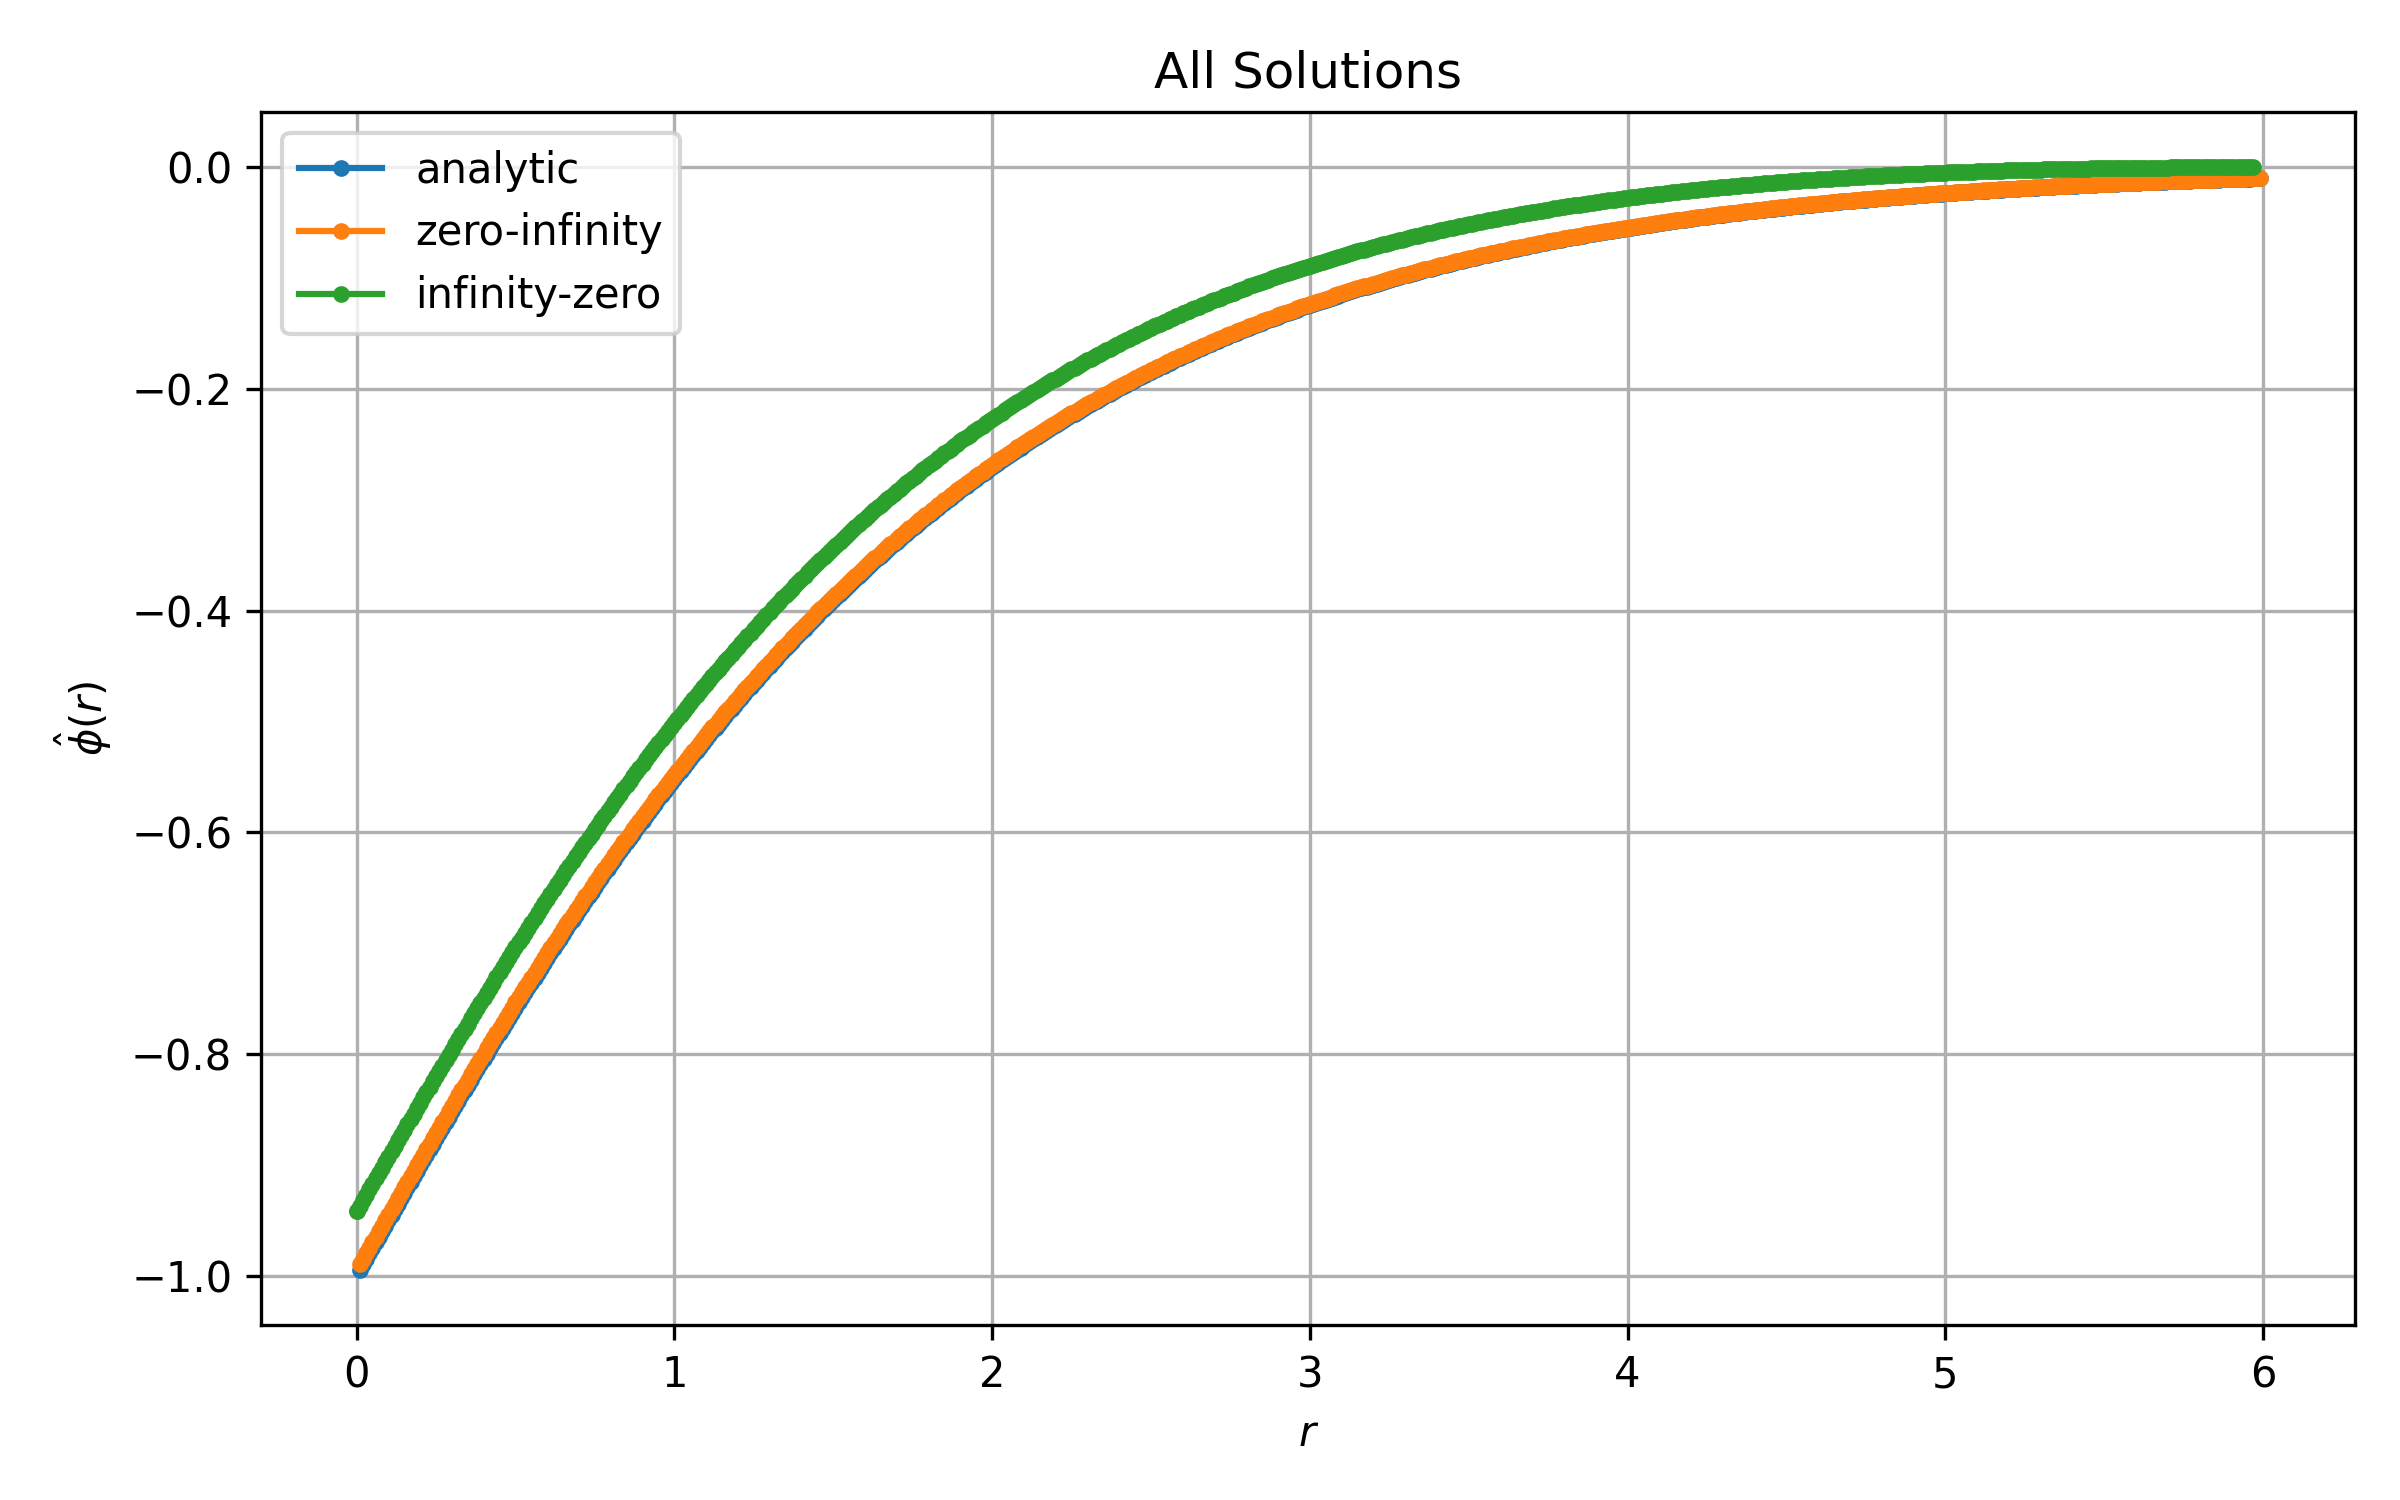 All Solutions
analytic
zero-infinity
infinity-zero
0.0
−0.2
−0.4
−0.6
−0.8
−1.0
ϕ̂(r)
0 1 2 3 4 5 6
r